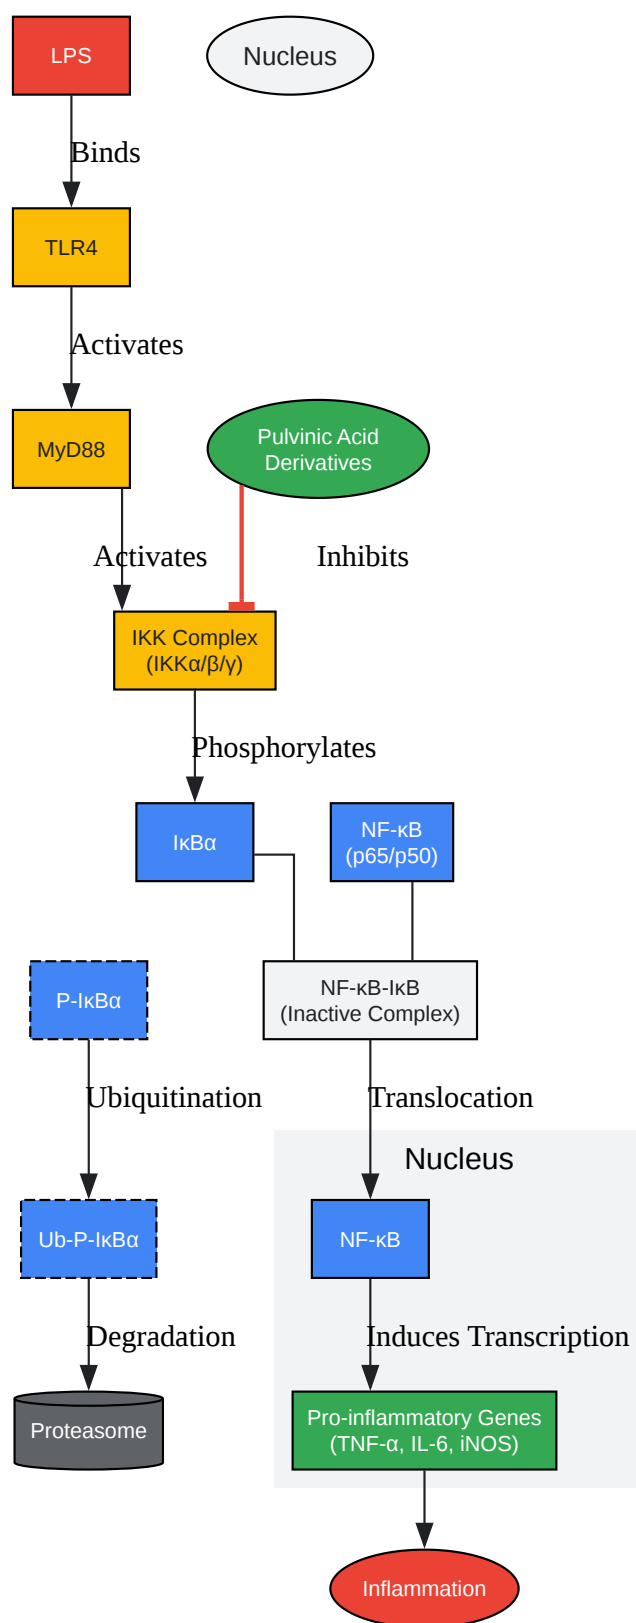 LPS
Nucleus
Binds
TLR4
Activates
MyD88
Pulvinic Acid
Derivatives
Activates
Inhibits
IKK Complex
(IKKα/β/γ)
Phosphorylates
IκBα
NF-κB
(p65/p50)
P-IκBα
NF-κB-IκB
(Inactive Complex)
Ubiquitination
Translocation
Nucleus
Ub-P-IκBα
NF-κB
Degradation
Induces Transcription
Proteasome
Pro-inflammatory Genes
(TNF-α, IL-6, iNOS)
Inflammation